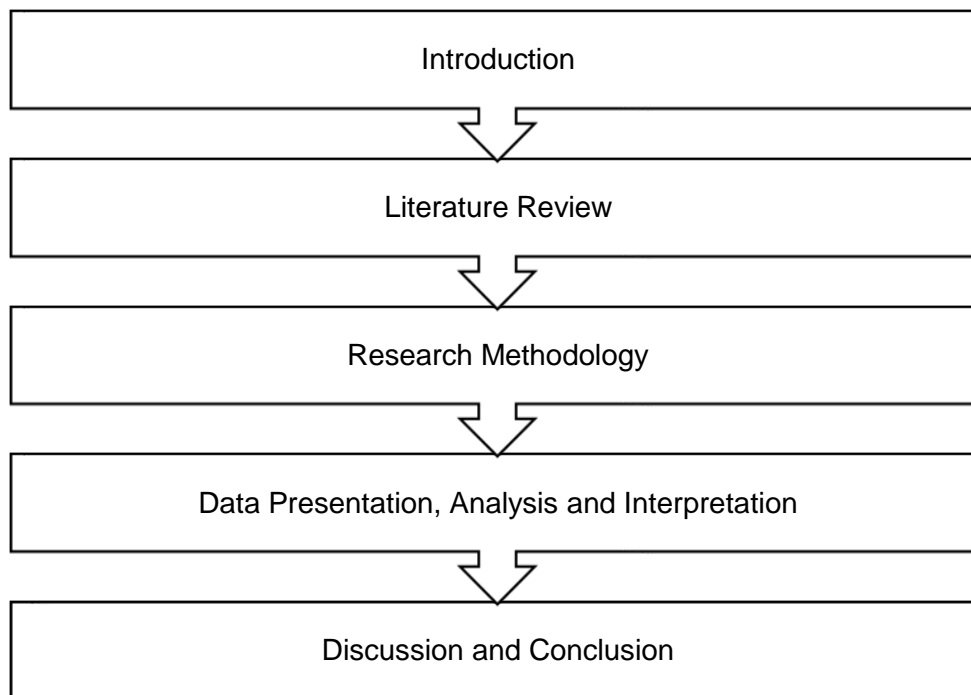 Introduction
Literature Review
Research Methodology
Data Presentation, Analysis and Interpretation
Discussion and Conclusion